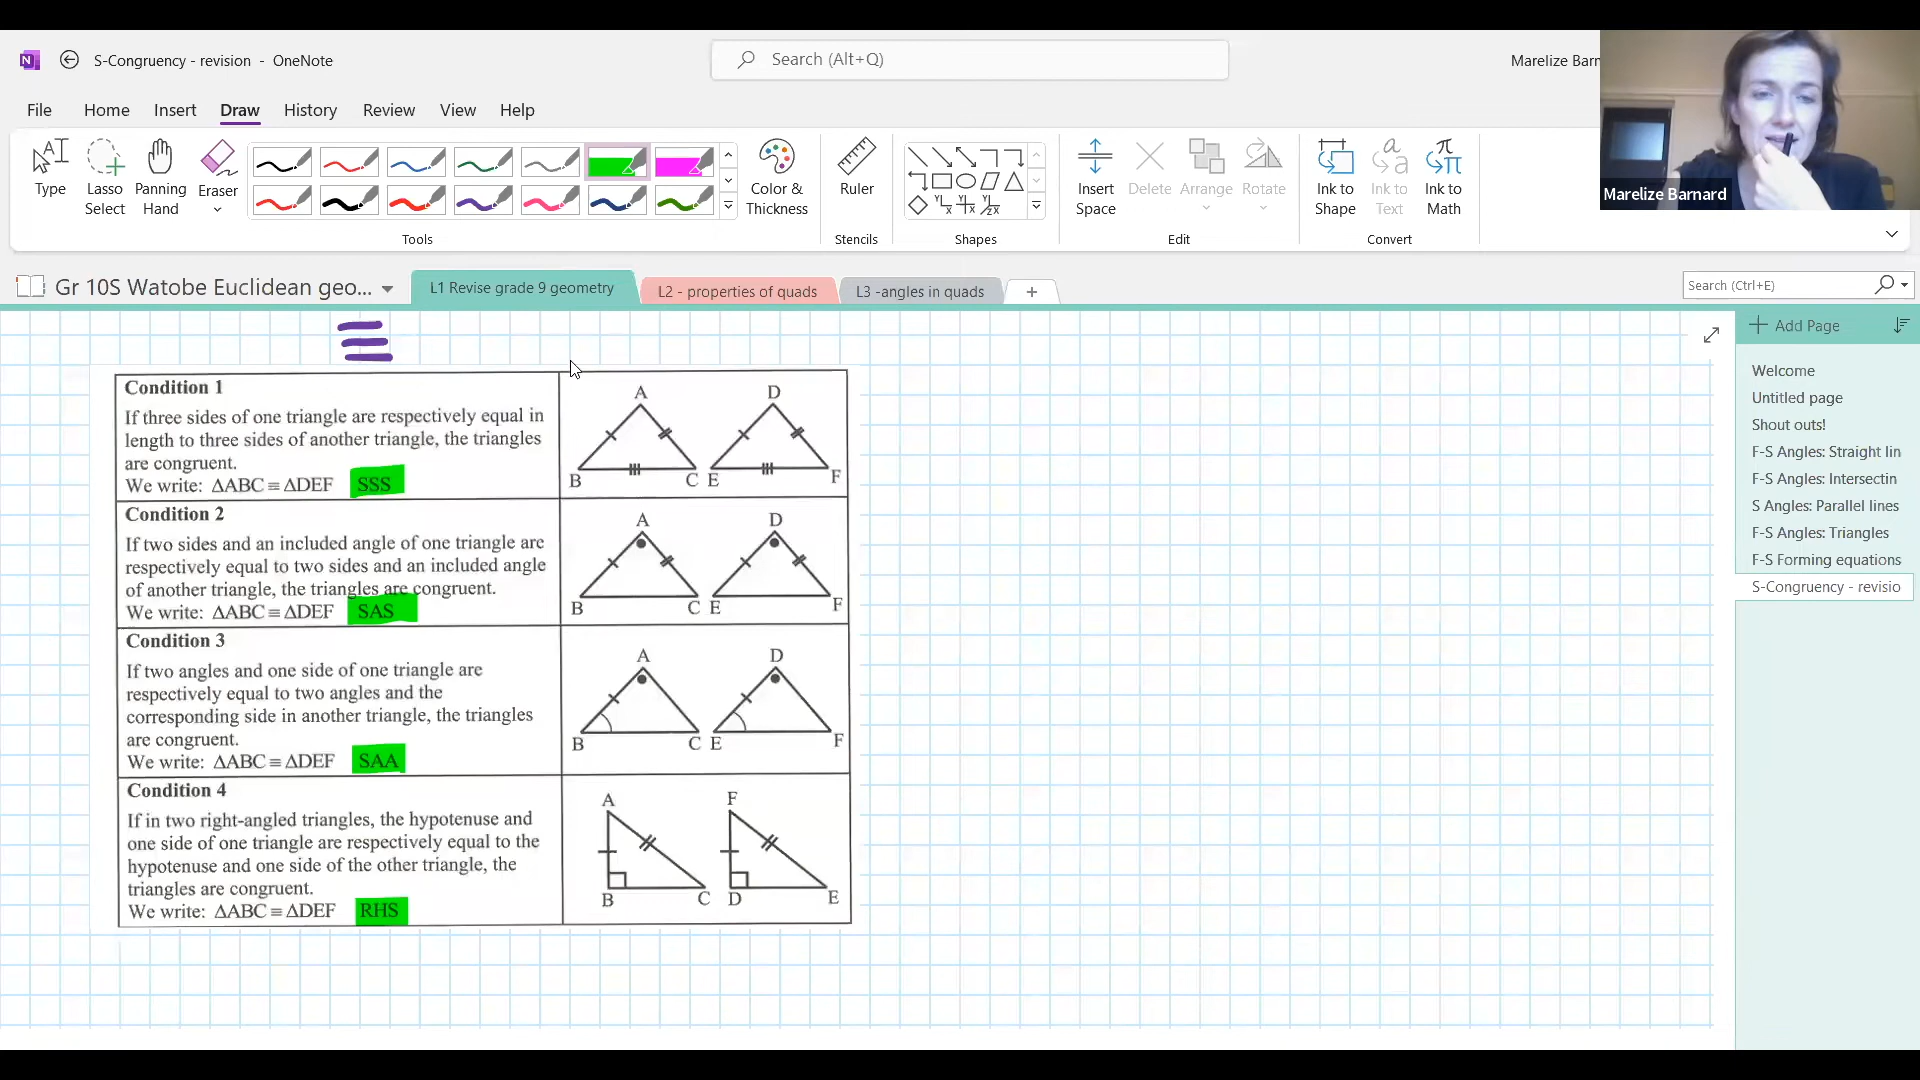 S-Congruency - revision - OneNote
Search (Alt+Q)
Marelize Barn
File Home Insert Draw History Review View Help
Type
Lasso Select
Panning Hand
Eraser
Color & Thickness
Ruler
Insert Space
Delete
Arrange
Rotate
Ink to Shape
Ink to Text
Ink to Math
Marelize Barnard
Tools Stencils Shapes Edit Convert
Gr 10S Watobe Euclidean geo...
L1 Revise grade 9 geometry
L2 - properties of quads
L3 -angles in quads
Search (Ctrl+E)
Add Page
Welcome
Untitled page
Shout outs!
F-S Angles: Straight lin
F-S Angles: Intersectin
S Angles: Parallel lines
F-S Angles: Triangles
F-S Forming equations
S-Congruency - revisio
Condition 1
If three sides of one triangle are respectively equal in
length to three sides of another triangle, the triangles
are congruent.
We write: ΔABC ≡ ΔDEF SSS
A D
B C E F
Condition 2
If two sides and an included angle of one triangle are
respectively equal to two sides and an included angle
of another triangle, the triangles are congruent.
We write: ΔABC ≡ ΔDEF SAS
A D
B C E F
Condition 3
If two angles and one side of one triangle are
respectively equal to two angles and the
corresponding side in another triangle, the triangles
are congruent.
We write: ΔABC ≡ ΔDEF SAA
A D
B C E F
Condition 4
If in two right-angled triangles, the hypotenuse and
one side of one triangle are respectively equal to the
hypotenuse and one side of the other triangle, the
triangles are congruent.
We write: ΔABC ≡ ΔDEF RHS
A F
B C D E